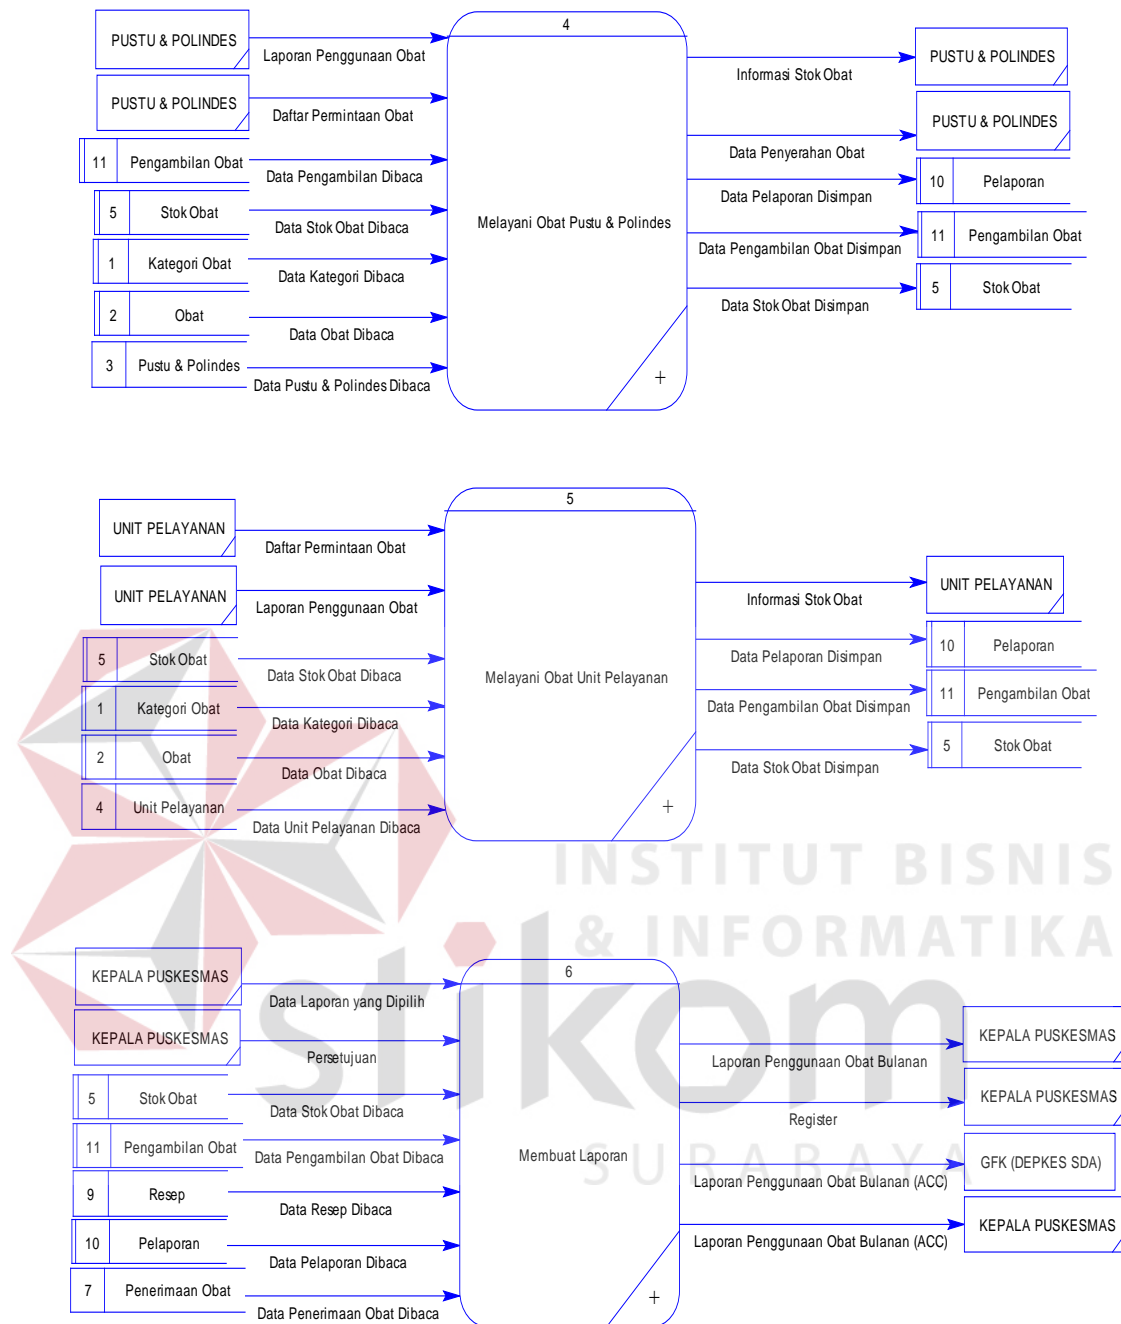 4
PUSTU & POLINDES
Laporan Penggunaan Obat
PUSTU & POLINDES
Daftar Permintaan Obat
11 Pengambilan Obat
Data Pengambilan Dibaca
5 Stok Obat
Data Stok Obat Dibaca
1 Kategori Obat
Data Kategori Dibaca
2 Obat
Data Obat Dibaca
3 Pustu & Polindes
Data Pustu & Polindes Dibaca
Melayani Obat Pustu & Polindes
+
Informasi Stok Obat
PUSTU & POLINDES
Data Penyerahan Obat
PUSTU & POLINDES
Data Pelaporan Disimpan
10 Pelaporan
Data Pengambilan Obat Disimpan
11 Pengambilan Obat
Data Stok Obat Disimpan
5 Stok Obat
5
UNIT PELAYANAN
Daftar Permintaan Obat
UNIT PELAYANAN
Laporan Penggunaan Obat
5 Stok Obat
Data Stok Obat Dibaca
1 Kategori Obat
Data Kategori Dibaca
2 Obat
Data Obat Dibaca
4 Unit Pelayanan
Data Unit Pelayanan Dibaca
Melayani Obat Unit Pelayanan
+
Informasi Stok Obat
UNIT PELAYANAN
Data Pelaporan Disimpan
10 Pelaporan
Data Pengambilan Obat Disimpan
11 Pengambilan Obat
Data Stok Obat Disimpan
5 Stok Obat
INSTITUT BISNIS
& INFORMATIKA
stikom
SURABAYA
6
KEPALA PUSKESMAS
Data Laporan yang Dipilih
KEPALA PUSKESMAS
Persetujuan
5 Stok Obat
Data Stok Obat Dibaca
11 Pengambilan Obat
Data Pengambilan Obat Dibaca
9 Resep
Data Resep Dibaca
10 Pelaporan
Data Pelaporan Dibaca
7 Penerimaan Obat
Data Penerimaan Obat Dibaca
Membuat Laporan
+
Laporan Penggunaan Obat Bulanan
KEPALA PUSKESMAS
Register
KEPALA PUSKESMAS
Laporan Penggunaan Obat Bulanan (ACC)
GFK (DEPKES SDA)
Laporan Penggunaan Obat Bulanan (ACC)
KEPALA PUSKESMAS